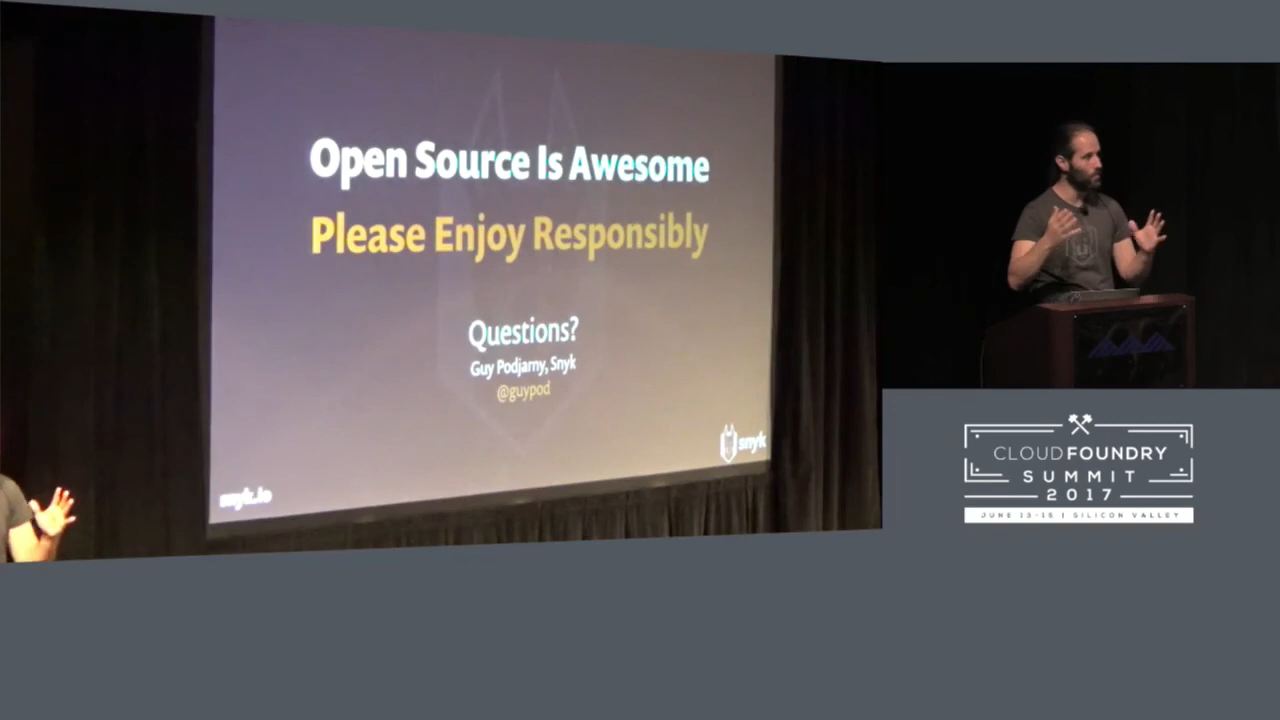 Open Source Is Awesome
Please Enjoy Responsibly
Questions?
Guy Podjarny, Snyk
@guypod
snyk
snyk.io
CLOUDFOUNDRY
SUMMIT
2017
JUNE 13-15 | SILICON VALLEY